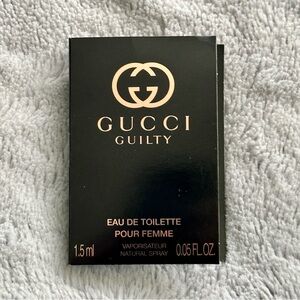 GUCCI
GUILTY
EAU DE TOILETTE
POUR FEMME
1.5 ml VAPORISATEUR NATURAL SPRAY 0.05 FL.OZ.